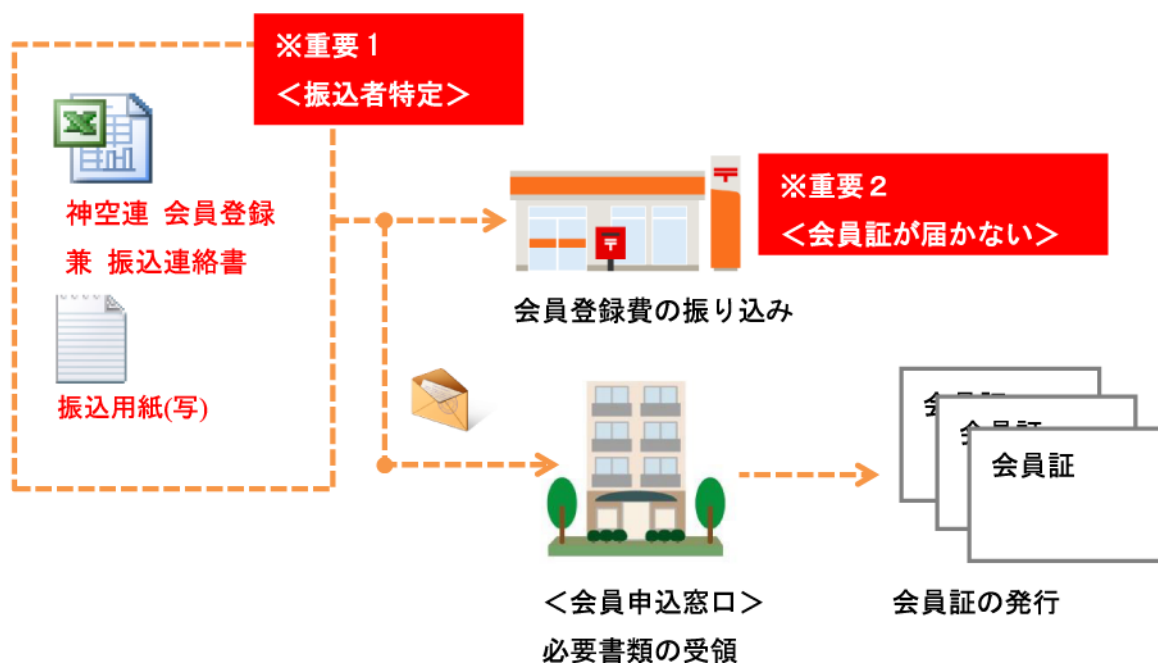 ※重要１
＜振込者特定＞
神空連 会員登録
兼 振込連絡書
振込用紙(写)
※重要２
＜会員証が届かない＞
会員登録費の振り込み
会員証
会員証
会員証
＜会員申込窓口＞
必要書類の受領
会員証の発行